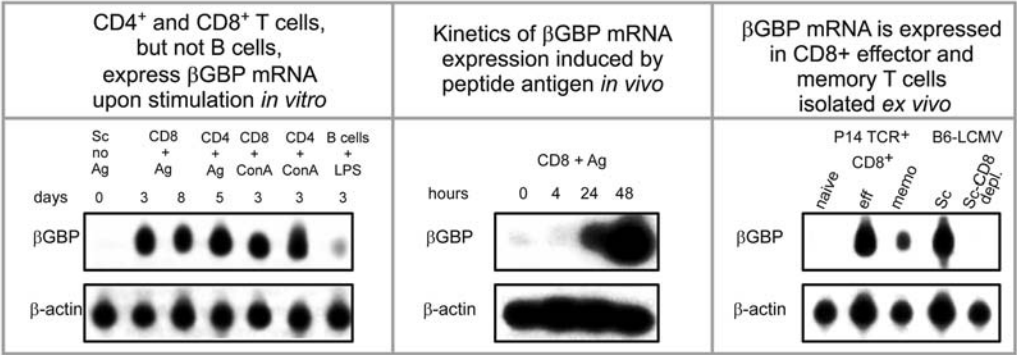 CD4⁺ and CD8⁺ T cells,
but not B cells,
express βGBP mRNA
upon stimulation in vitro
Sc CD8 CD4 CD8 CD4 B cells
no + + + + +
Ag Ag Ag ConA ConA LPS
days 0 3 8 5 3 3 3
βGBP
β-actin
Kinetics of βGBP mRNA
expression induced by
peptide antigen in vivo
CD8 + Ag
hours 0 4 24 48
βGBP
β-actin
βGBP mRNA is expressed
in CD8+ effector and
memory T cells
isolated ex vivo
P14 TCR+ B6-LCMV
CD8⁺
naive eff memo Sc Sc-CD8 depl.
βGBP
β-actin